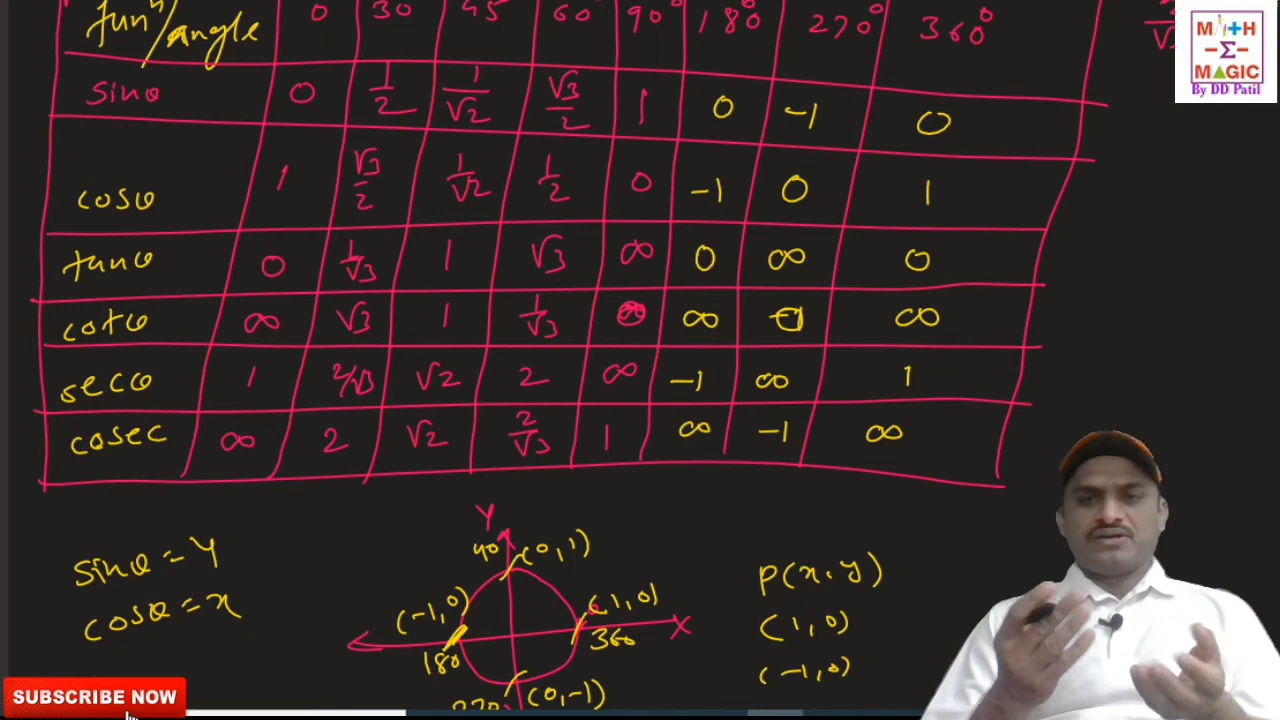 funⁿ/angle 0 30 45 60° 90° 180° 270° 360°
sinθ 0 1/2 1/√2 √3/2 1 0 -1 0
cosθ 1 √3/2 1/√2 1/2 0 -1 0 1
tanθ 0 1/√3 1 √3 ∞ 0 ∞ 0
cotθ ∞ √3 1 1/√3 ∞ 0 ∞
secθ 1 2/√3 √2 2 ∞ -1 ∞ 1
cosec ∞ 2 √2 2/√3 1 ∞ -1 ∞
MATH
-Σ-
MAGIC
By DD Patil
sinθ = y
cosθ = x
Y
90 (0,1)
(-1,0) (1,0)
180 360 X
270 (0,-1)
P(x,y)
(1,0)
(-1,0)
SUBSCRIBE NOW